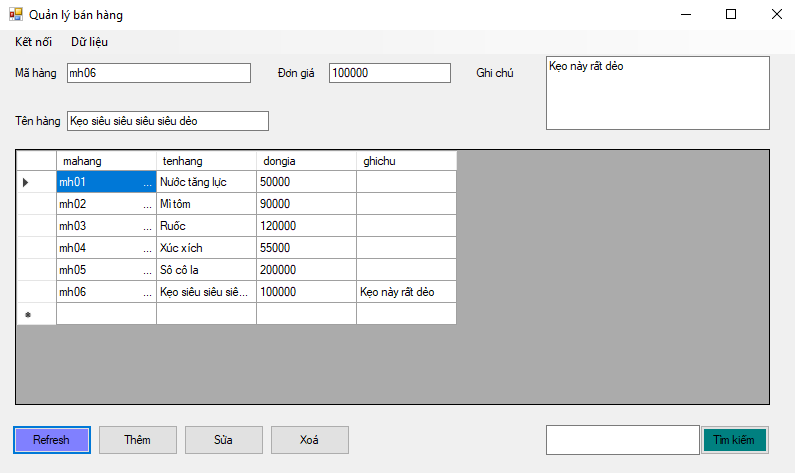 Quản lý bán hàng
Kết nối Dữ liệu
Mã hàng mh06 Đơn giá 100000 Ghi chú Kẹo này rất dẻo
Tên hàng Kẹo siêu siêu siêu siêu dẻo
mahang tenhang dongia ghichu
mh01 ... Nước tăng lực 50000
mh02 ... Mì tôm 90000
mh03 ... Ruốc 120000
mh04 ... Xúc xích 55000
mh05 ... Sô cô la 200000
mh06 ... Kẹo siêu siêu siê... 100000 Kẹo này rất dẻo
Refresh Thêm Sửa Xoá Tìm kiếm